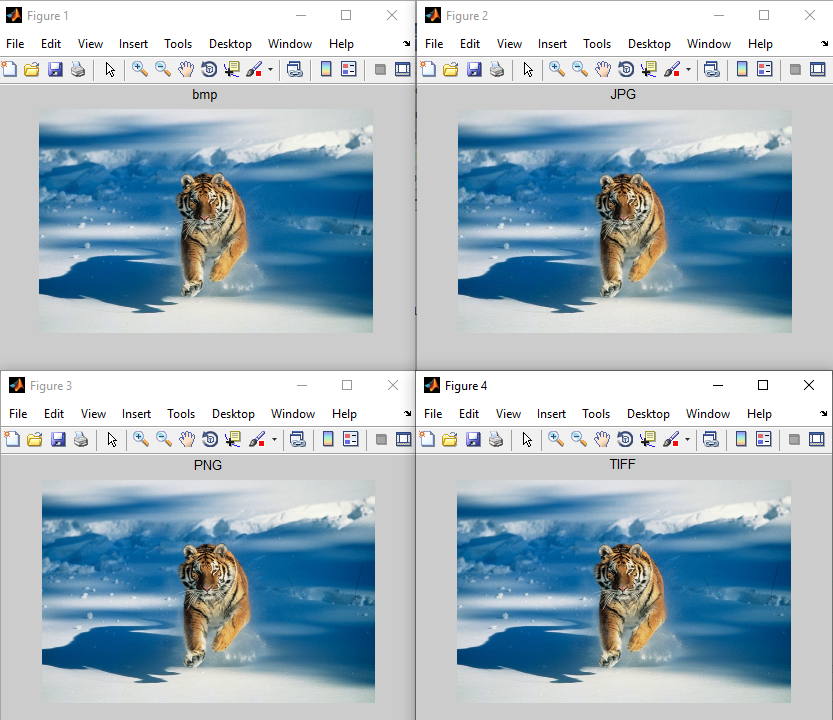 Figure 1
File Edit View Insert Tools Desktop Window Help
bmp
Figure 2
File Edit View Insert Tools Desktop Window Help
JPG
Figure 3
File Edit View Insert Tools Desktop Window Help
PNG
Figure 4
File Edit View Insert Tools Desktop Window Help
TIFF